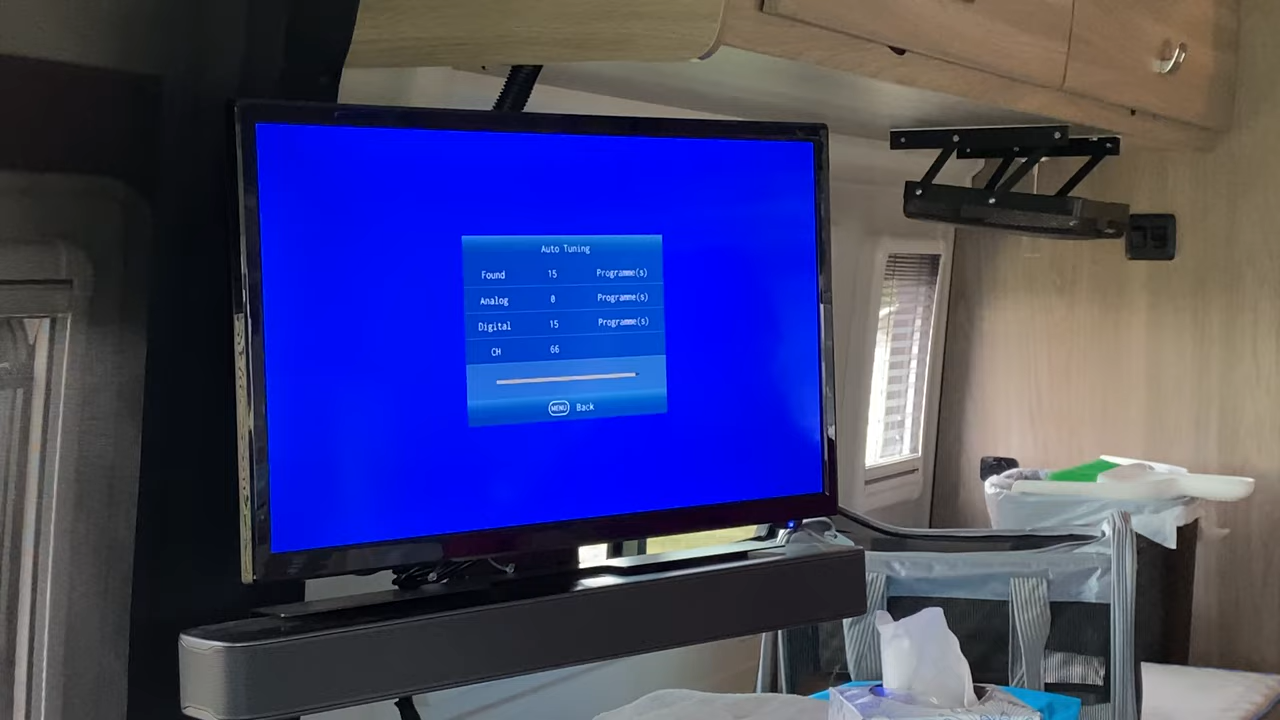 Auto Tuning
Found 15 Programme(s)
Analog 0 Programme(s)
Digital 15 Programme(s)
CH 66
MENU Back